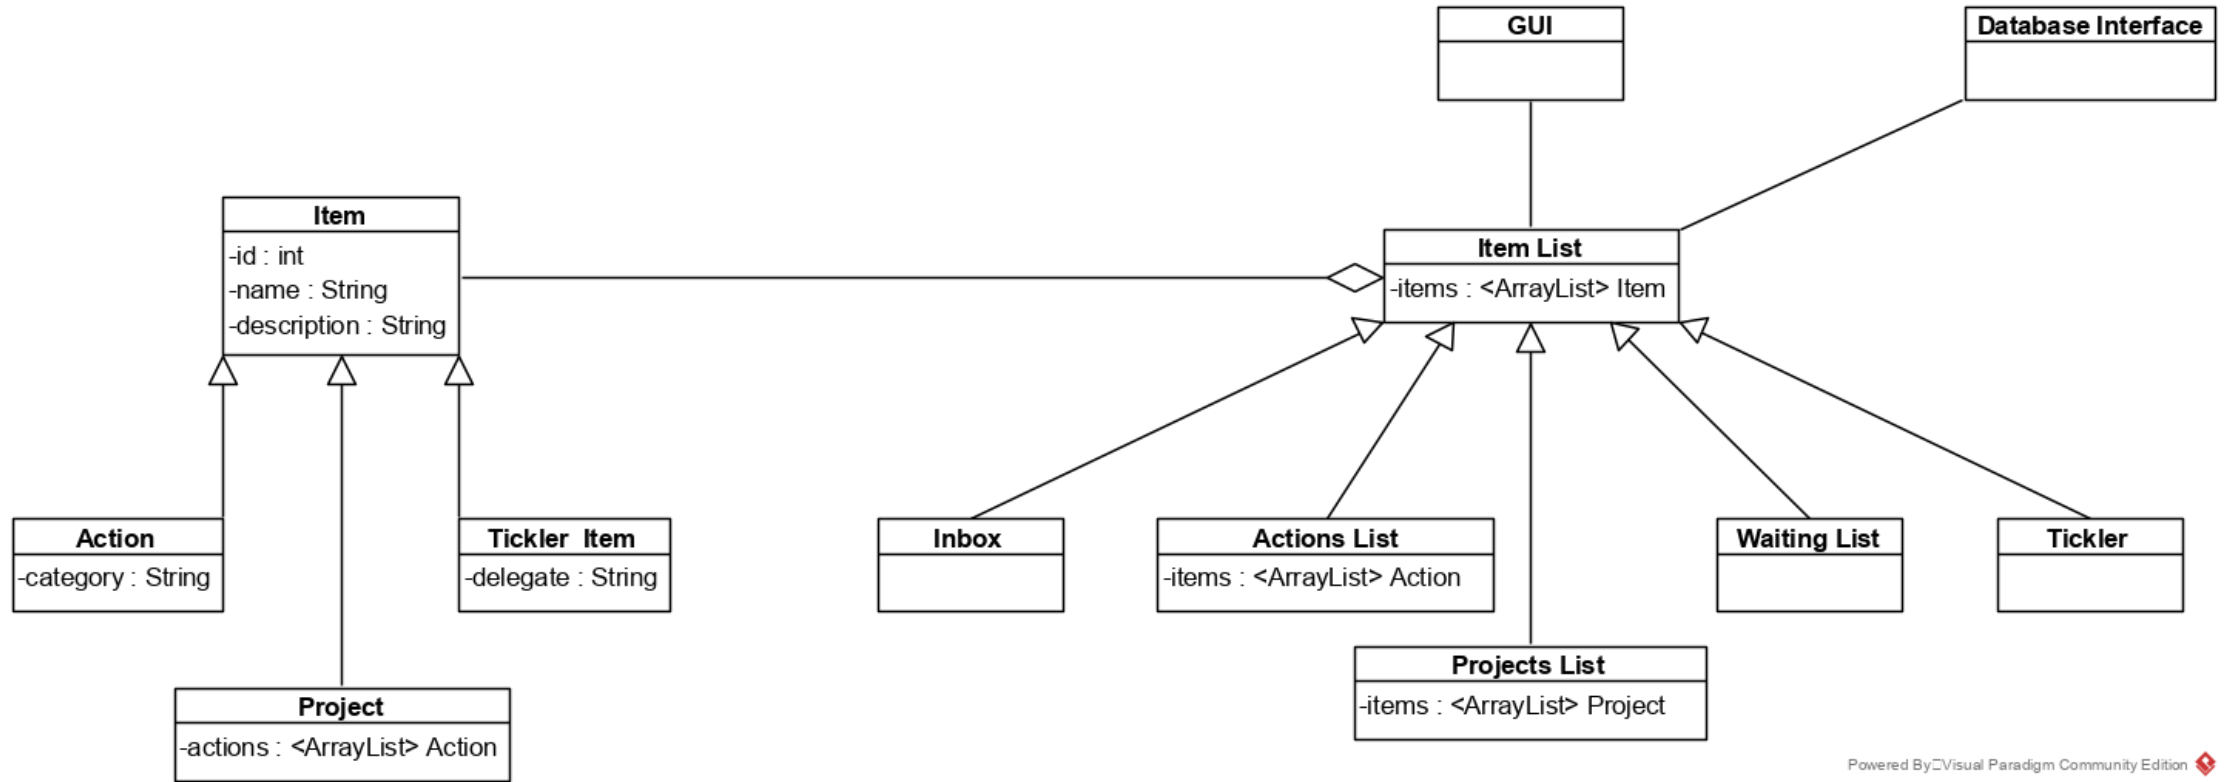 GUI
Database Interface
Item
-id : int
-name : String
-description : String
Item List
-items : <ArrayList> Item
Action
-category : String
Tickler Item
-delegate : String
Inbox
Actions List
-items : <ArrayList> Action
Waiting List
Tickler
Projects List
-items : <ArrayList> Project
Project
-actions : <ArrayList> Action
Powered By Visual Paradigm Community Edition